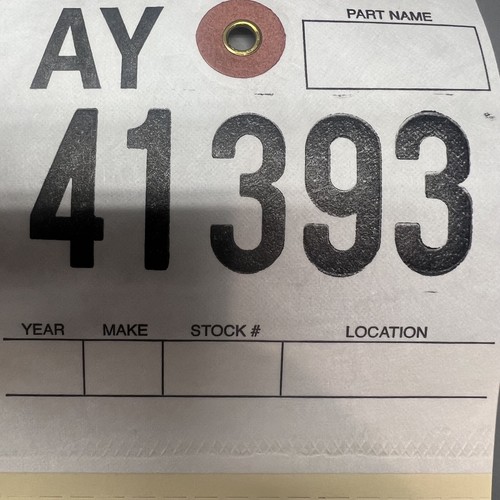 AY
PART NAME
41393
YEAR MAKE STOCK # LOCATION